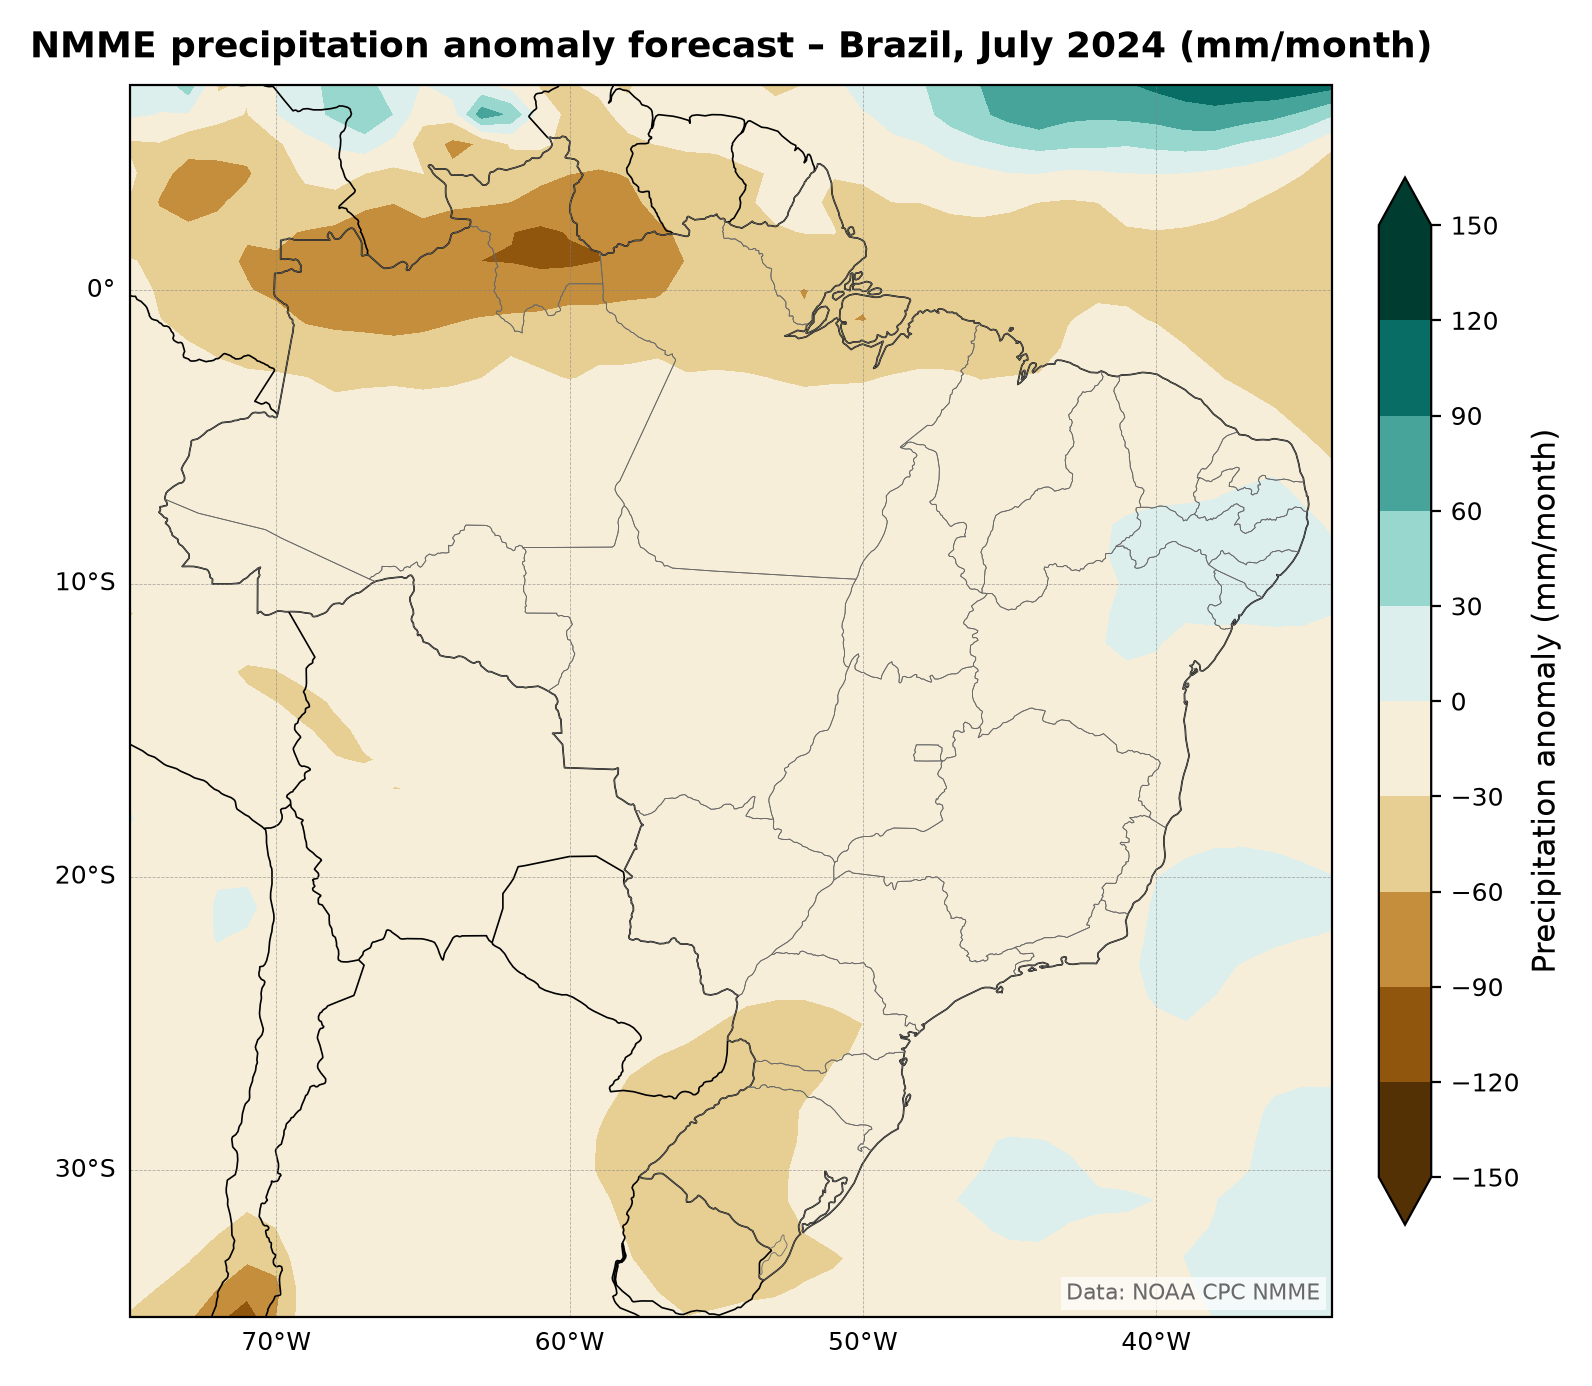 NMME precipitation anomaly forecast – Brazil, July 2024 (mm/month)
0°
10°S
20°S
30°S
70°W
60°W
50°W
40°W
Data: NOAA CPC NMME
150
120
90
60
30
0
−30
−60
−90
−120
−150
Precipitation anomaly (mm/month)